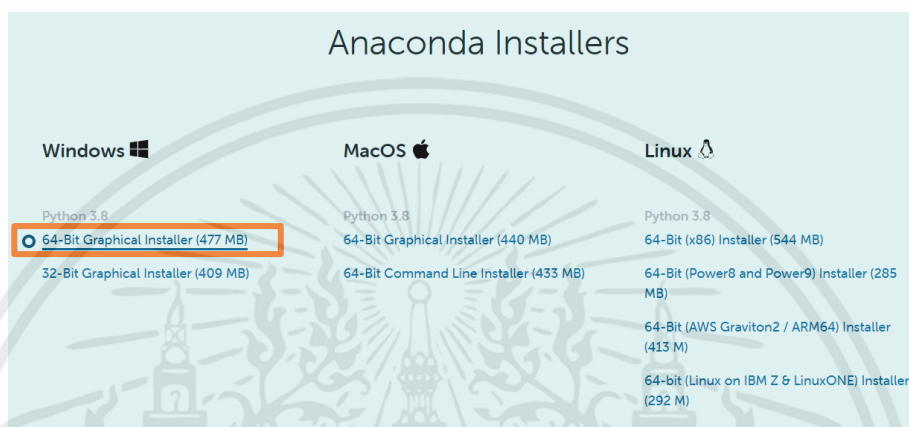 Anaconda Installers
Windows
Python 3.8
64-Bit Graphical Installer (477 MB)
32-Bit Graphical Installer (409 MB)
MacOS
Python 3.8
64-Bit Graphical Installer (440 MB)
64-Bit Command Line Installer (433 MB)
Linux
Python 3.8
64-Bit (x86) Installer (544 MB)
64-Bit (Power8 and Power9) Installer (285
MB)
64-Bit (AWS Graviton2 / ARM64) Installer
(413 M)
64-bit (Linux on IBM Z & LinuxONE) Installer
(292 M)